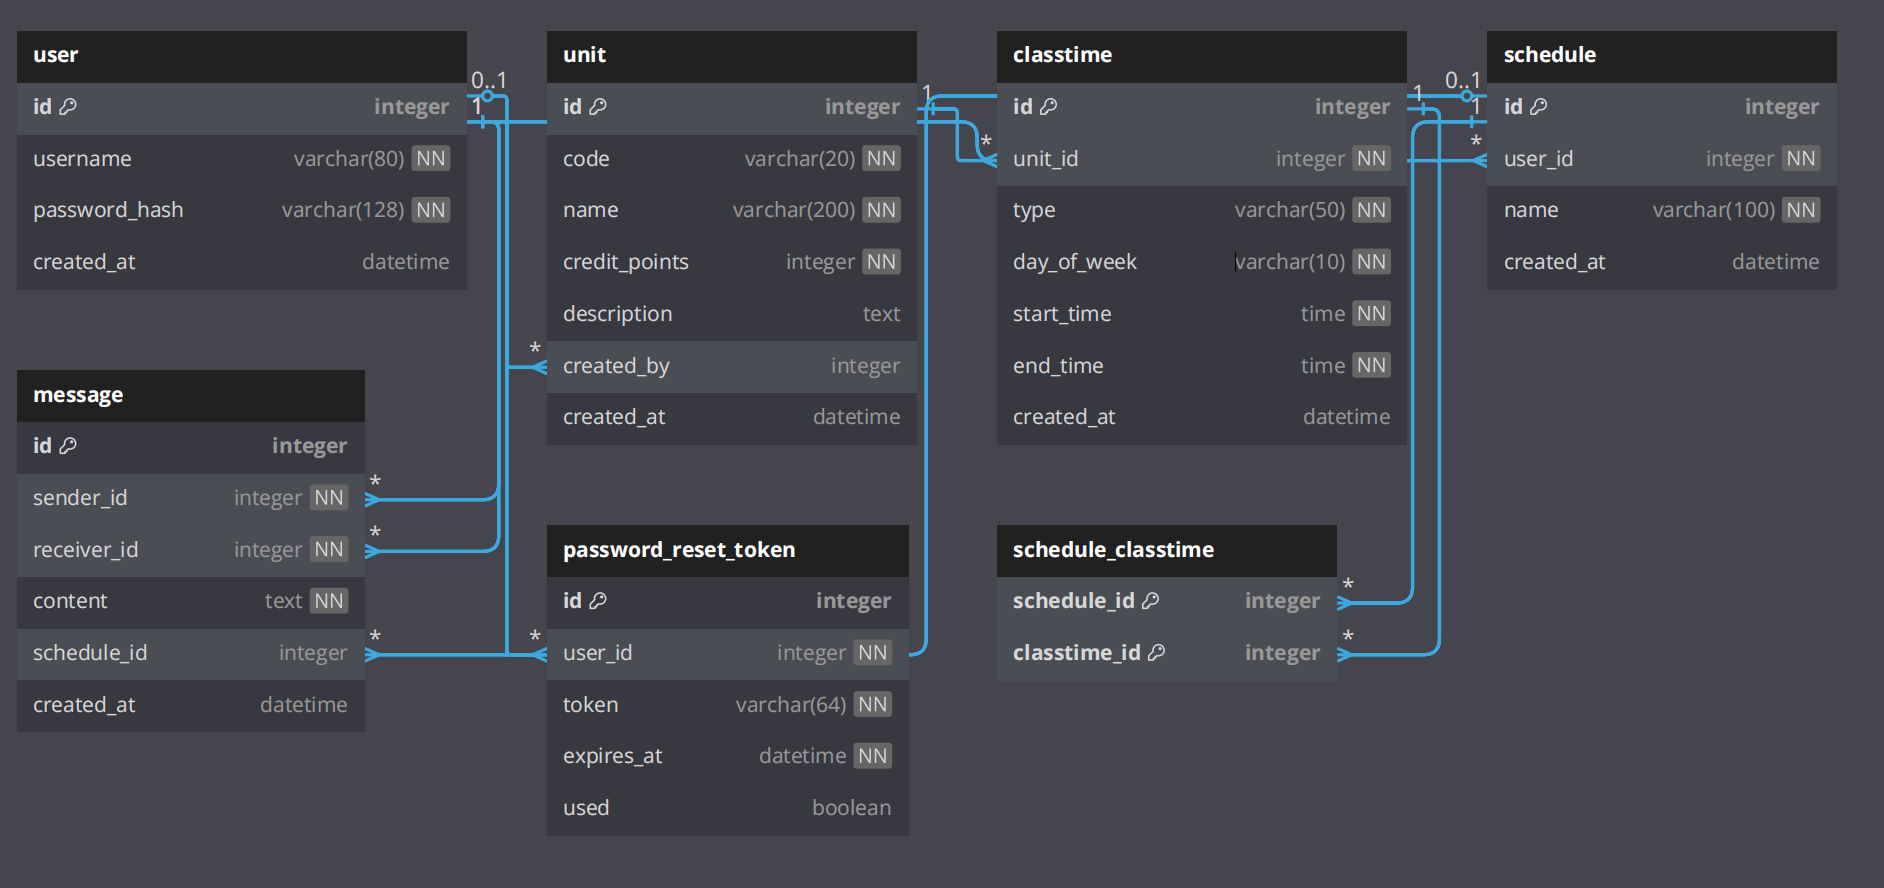 user
id integer
username varchar(80) NN
password_hash varchar(128) NN
created_at datetime
0..1
1
unit
id integer
code varchar(20) NN
name varchar(200) NN
credit_points integer NN
description text
* created_by integer
created_at datetime
1
*
classtime
id integer
unit_id integer NN
type varchar(50) NN
day_of_week varchar(10) NN
start_time time NN
end_time time NN
created_at datetime
1
0..1
1
*
schedule
id integer
user_id integer NN
name varchar(100) NN
created_at datetime
message
id integer
sender_id integer NN *
receiver_id integer NN *
content text NN
schedule_id integer *
created_at datetime
password_reset_token
id integer
* user_id integer NN
token varchar(64) NN
expires_at datetime NN
used boolean
schedule_classtime
schedule_id integer *
classtime_id integer *